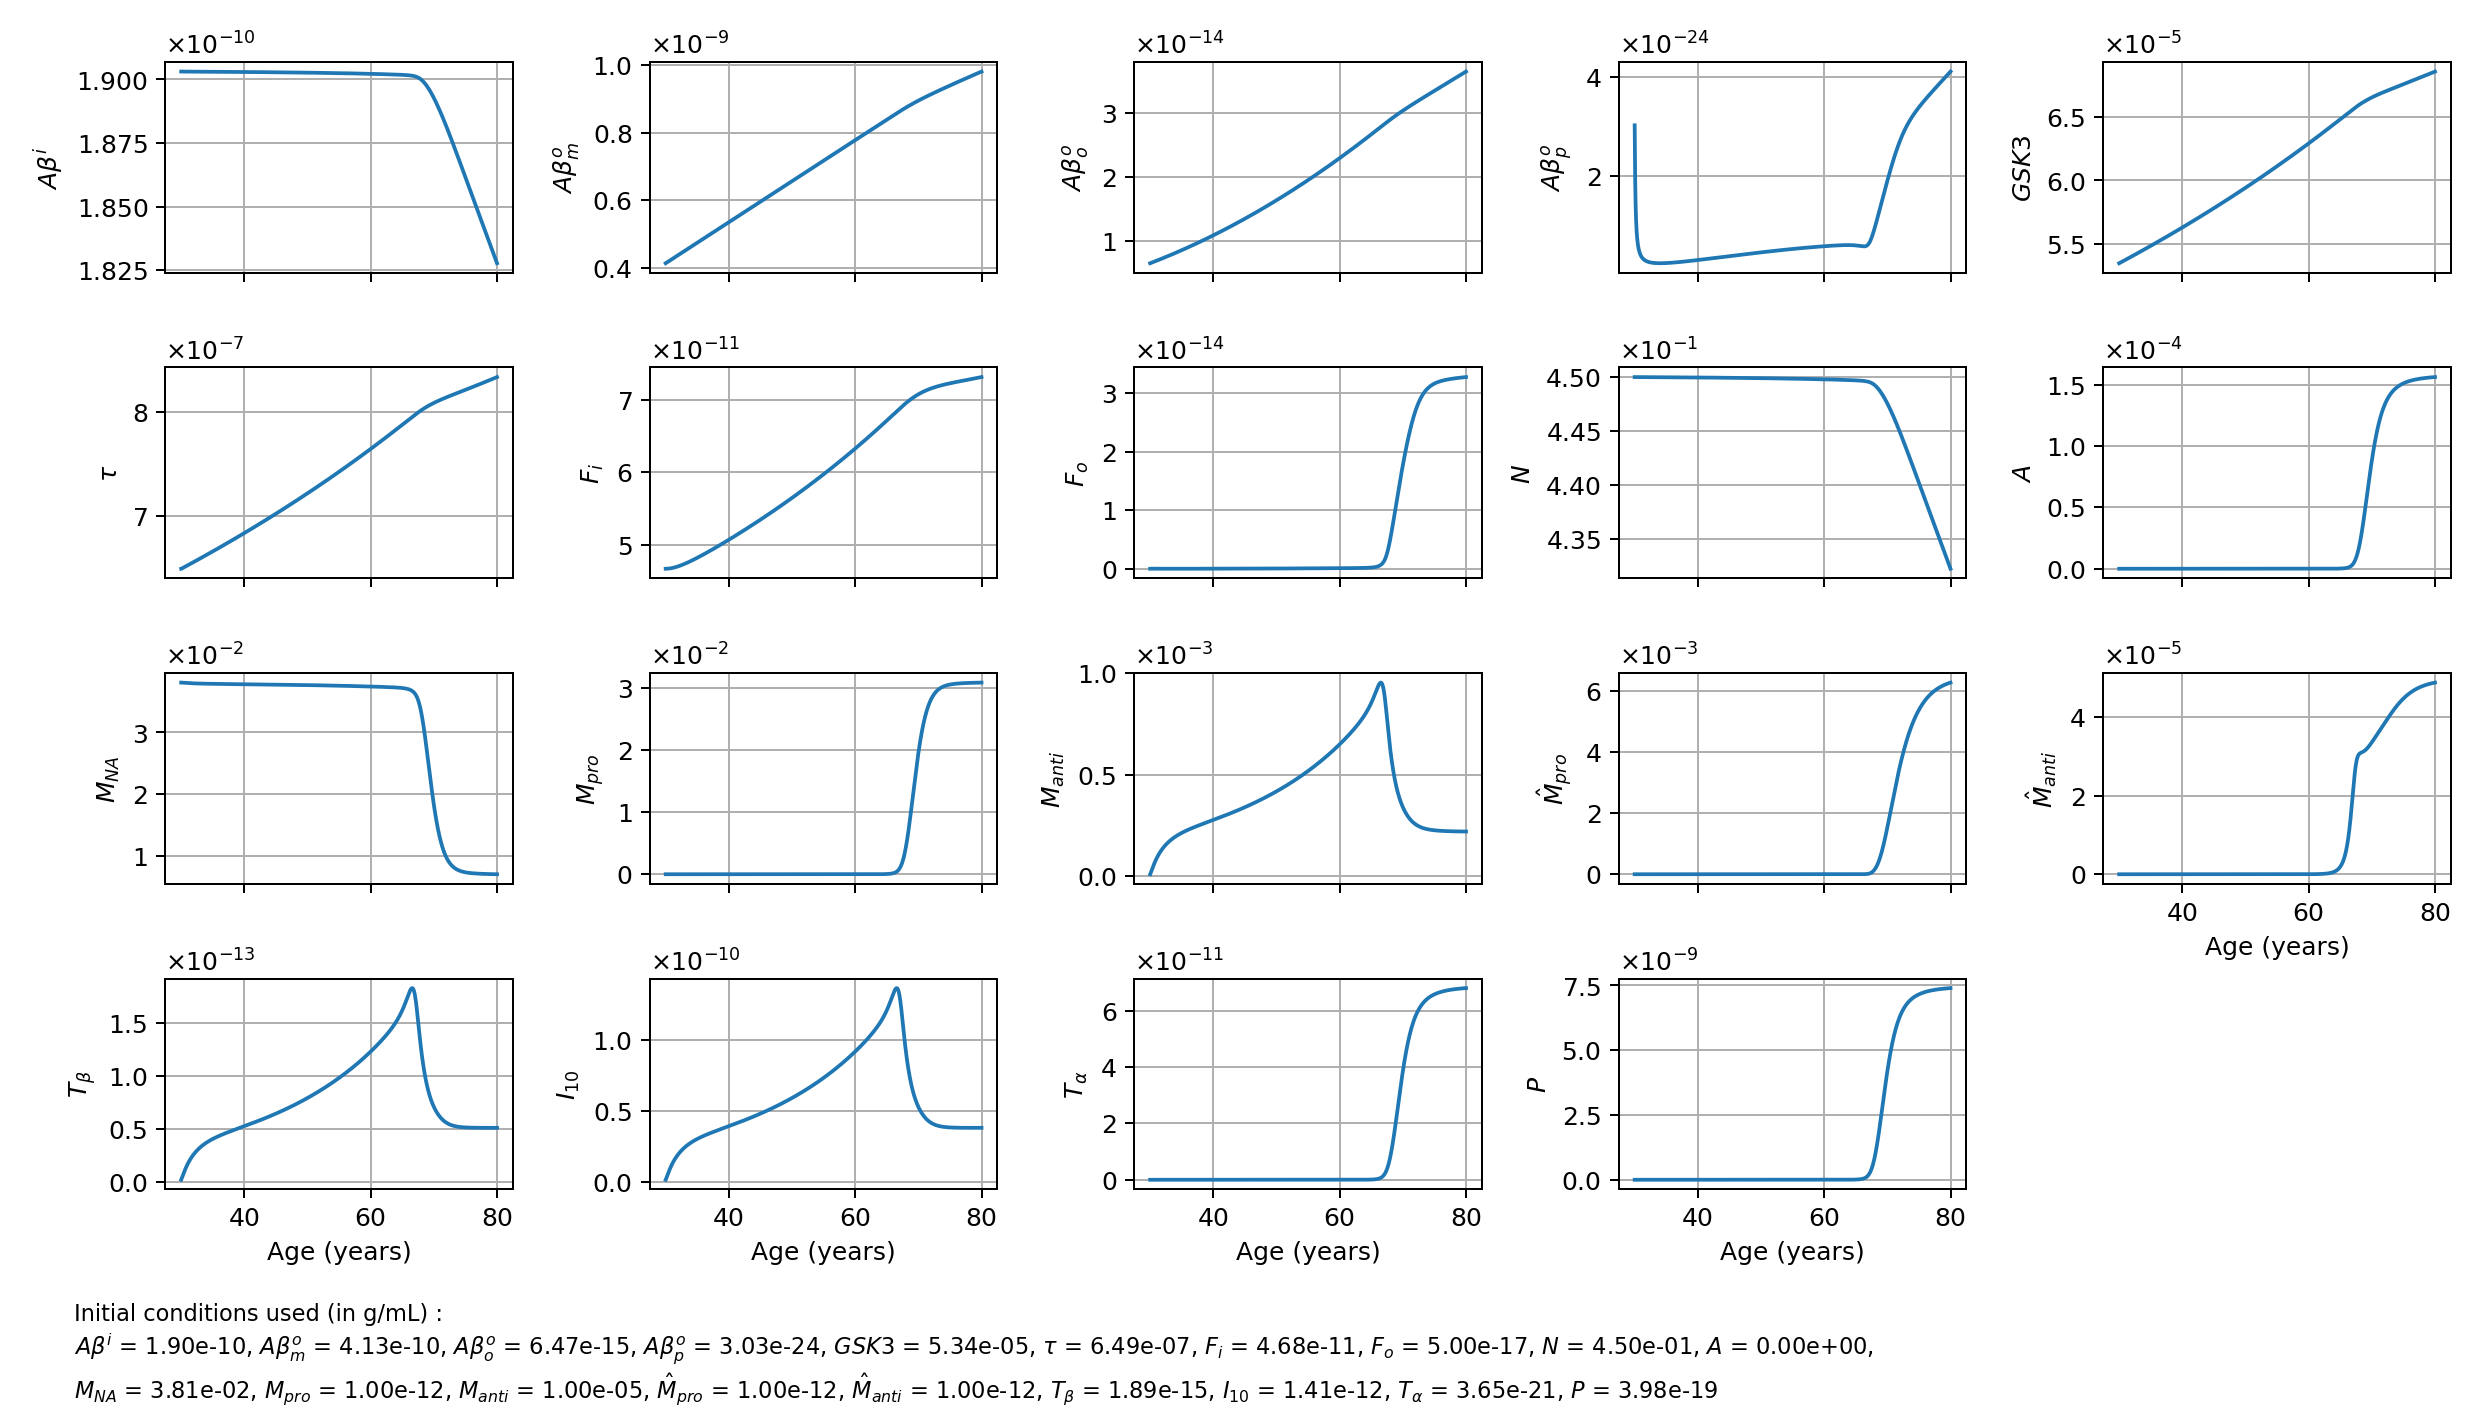 ×10⁻¹⁰ ×10⁻⁹ ×10⁻¹⁴ ×10⁻²⁴ ×10⁻⁵
Aβⁱ 1.900 1.875 1.850 1.825
Aβₘᵒ 1.0 0.8 0.6 0.4
Aβₒᵒ 3 2 1
Aβₚᵒ 4 2
GSK3 6.5 6.0 5.5
×10⁻⁷ ×10⁻¹¹ ×10⁻¹⁴ ×10⁻¹ ×10⁻⁴
τ 8 7
Fᵢ 7 6 5
Fₒ 3 2 1 0
N 4.50 4.45 4.40 4.35
A 1.5 1.0 0.5 0.0
×10⁻² ×10⁻² ×10⁻³ ×10⁻³ ×10⁻⁵
M_NA 3 2 1
M_pro 3 2 1 0
M_anti 1.0 0.5 0.0
M̂_pro 6 4 2 0
M̂_anti 4 2 0
40 60 80
Age (years)
×10⁻¹³ ×10⁻¹⁰ ×10⁻¹¹ ×10⁻⁹
T_β 1.5 1.0 0.5 0.0
I₁₀ 1.0 0.5 0.0
T_α 6 4 2 0
P 7.5 5.0 2.5 0.0
40 60 80 40 60 80 40 60 80 40 60 80
Age (years) Age (years) Age (years) Age (years)
Initial conditions used (in g/mL) :
Aβⁱ = 1.90e-10, Aβₘᵒ = 4.13e-10, Aβₒᵒ = 6.47e-15, Aβₚᵒ = 3.03e-24, GSK3 = 5.34e-05, τ = 6.49e-07, Fᵢ = 4.68e-11, Fₒ = 5.00e-17, N = 4.50e-01, A = 0.00e+00,
M_NA = 3.81e-02, M_pro = 1.00e-12, M_anti = 1.00e-05, M̂_pro = 1.00e-12, M̂_anti = 1.00e-12, T_β = 1.89e-15, I₁₀ = 1.41e-12, T_α = 3.65e-21, P = 3.98e-19